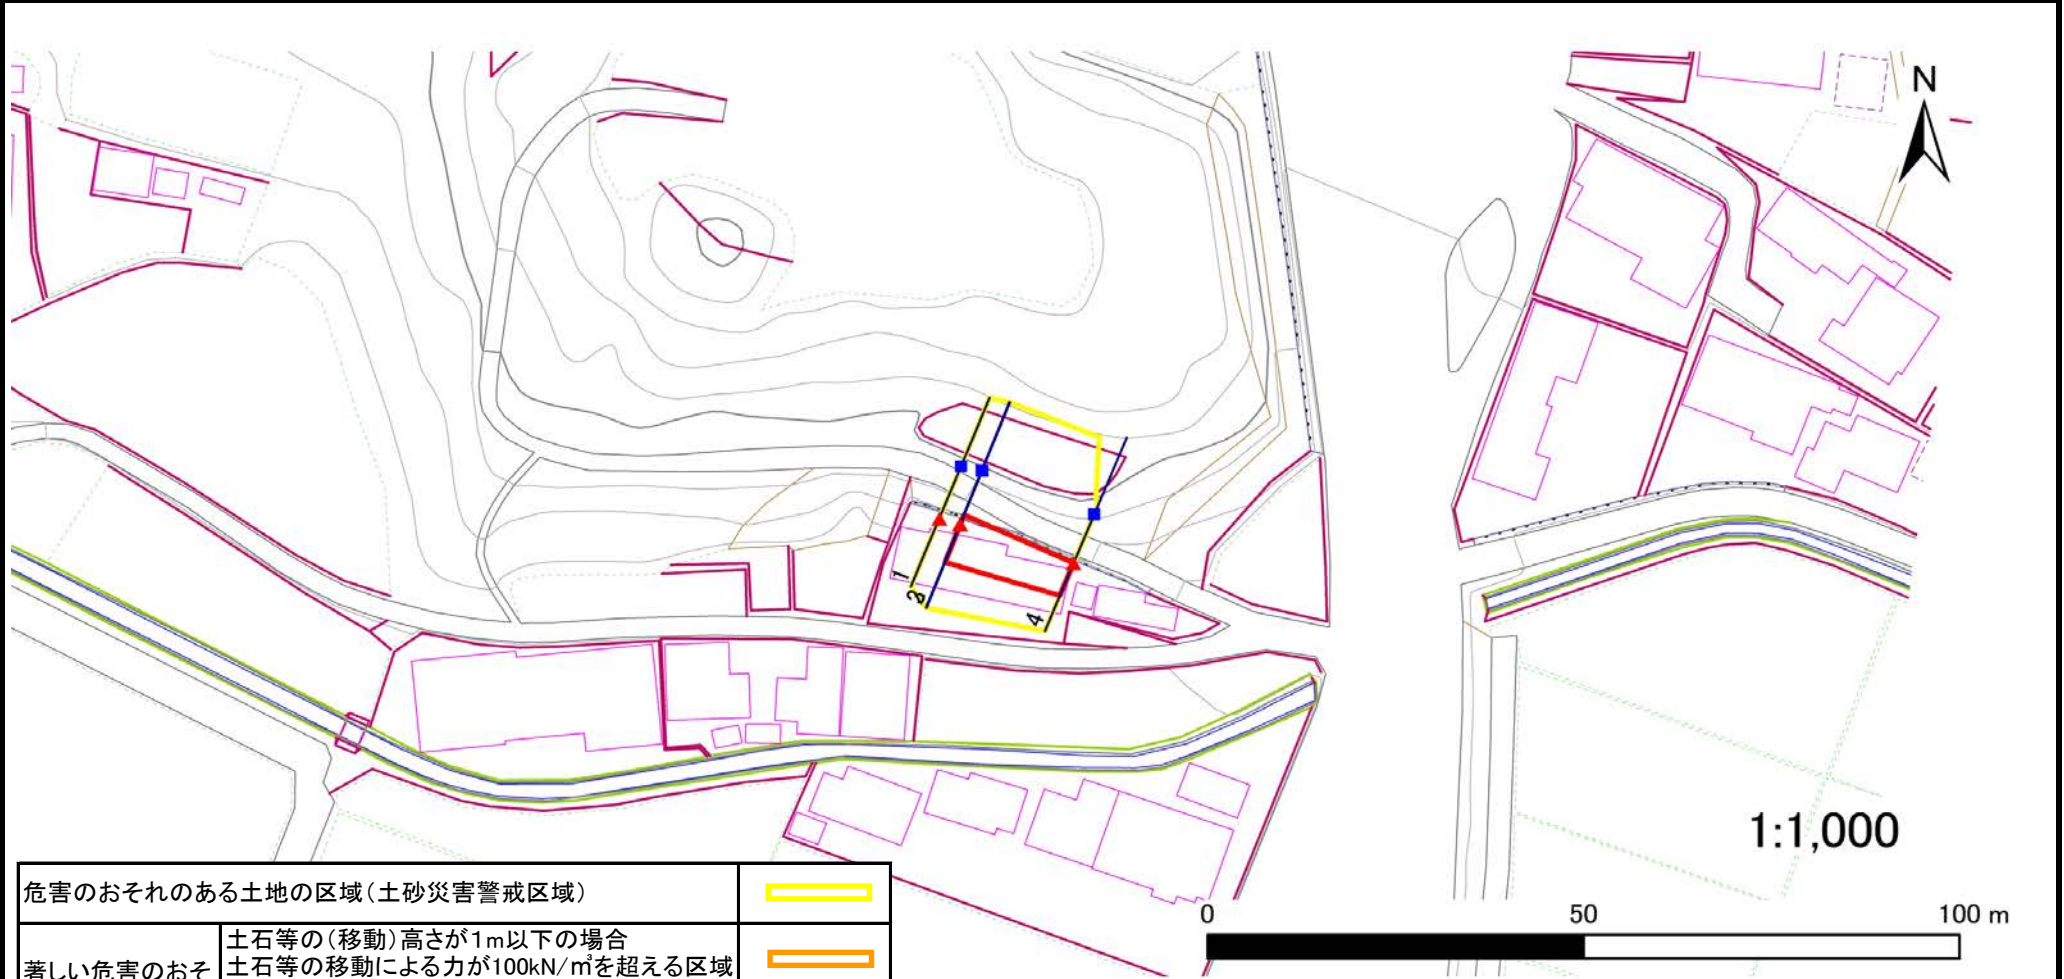 N
1
3
4
1:1,000
0 50 100 m
危害のおそれのある土地の区域(土砂災害警戒区域)
土石等の(移動)高さが1m以下の場合
著しい危害のおそ
土石等の移動による力が100kN/㎡を超える区域